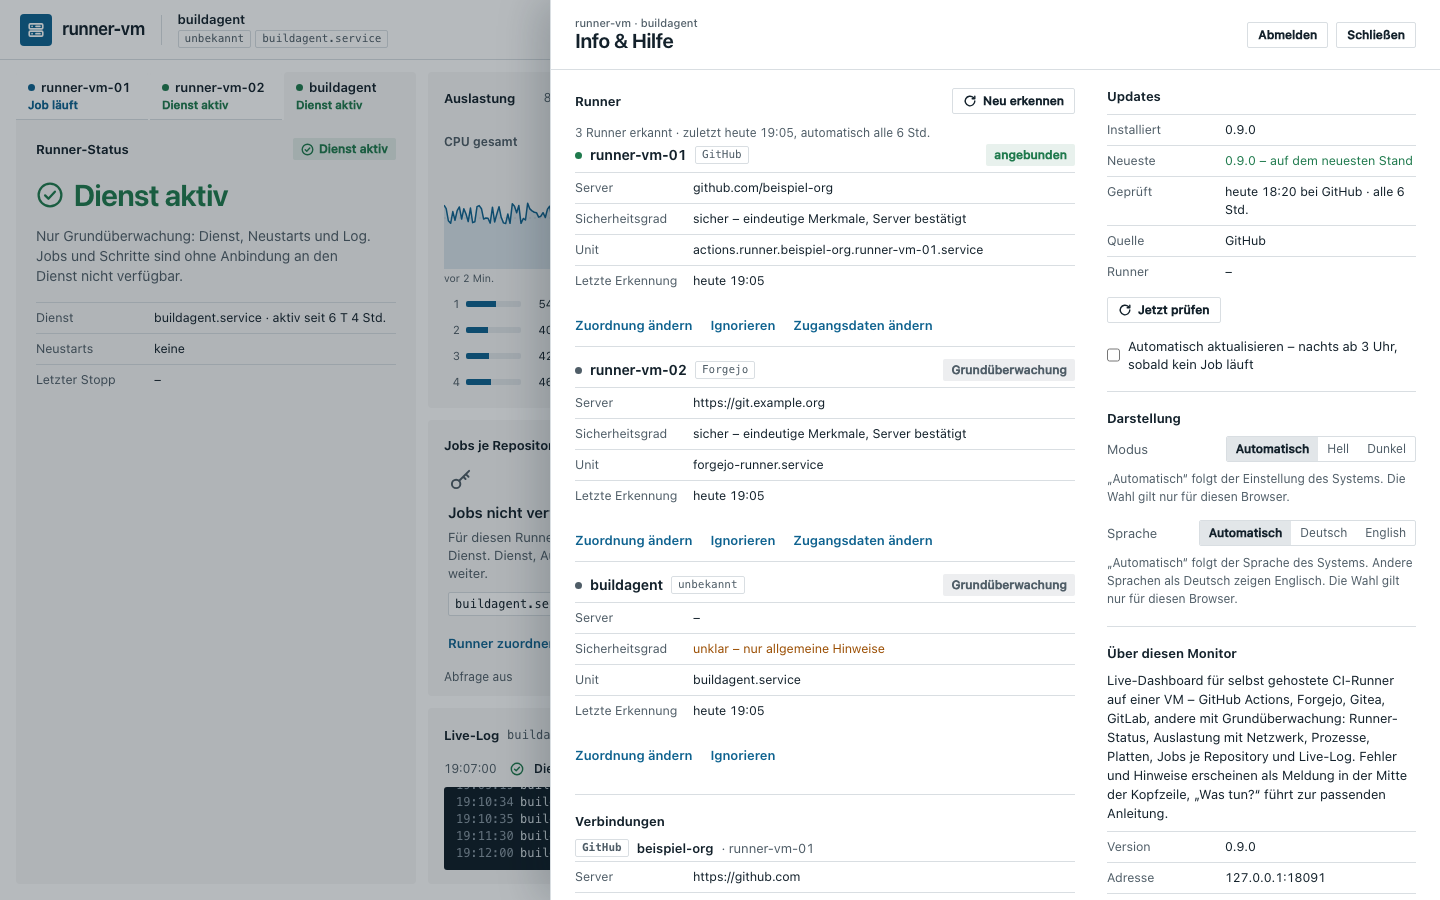 runner-vm
buildagent
unbekannt
buildagent.service
runner-vm-01
Job läuft
runner-vm-02
Dienst aktiv
buildagent
Dienst aktiv
Runner-Status
Dienst aktiv
Dienst aktiv
Nur Grundüberwachung: Dienst, Neustarts und Log.
Jobs und Schritte sind ohne Anbindung an den
Dienst nicht verfügbar.
Dienst buildagent.service · aktiv seit 6 T 4 Std.
Neustarts keine
Letzter Stopp –
Auslastung
CPU gesamt
vor 2 Min.
1
2
3
4
Jobs nicht
Für diesen
Dienst. Dienst,
weiter.
Runner
Abfrage aus
Live-Log
19:07:00
19:10:34
19:10:35
19:11:30
19:12:00
runner-vm · buildagent
Info & Hilfe
Abmelden
Schließen
Runner
Neu erkennen
3 Runner erkannt · zuletzt heute 19:05, automatisch alle 6 Std.
runner-vm-01 GitHub angebunden
Server github.com/beispiel-org
Sicherheitsgrad sicher – eindeutige Merkmale, Server bestätigt
Unit actions.runner.beispiel-org.runner-vm-01.service
Letzte Erkennung heute 19:05
Zuordnung ändern Ignorieren Zugangsdaten ändern
runner-vm-02 Forgejo Grundüberwachung
Server https://git.example.org
Sicherheitsgrad sicher – eindeutige Merkmale, Server bestätigt
Unit forgejo-runner.service
Letzte Erkennung heute 19:05
Zuordnung ändern Ignorieren Zugangsdaten ändern
buildagent unbekannt Grundüberwachung
Server –
Sicherheitsgrad unklar – nur allgemeine Hinweise
Unit buildagent.service
Letzte Erkennung heute 19:05
Zuordnung ändern Ignorieren
Verbindungen
GitHub beispiel-org · runner-vm-01
Server https://github.com
Updates
Installiert 0.9.0
Neueste 0.9.0 – auf dem neuesten Stand
Geprüft heute 18:20 bei GitHub · alle 6
Std.
Quelle GitHub
Runner –
Jetzt prüfen
Automatisch aktualisieren – nachts ab 3 Uhr,
sobald kein Job läuft
Darstellung
Modus Automatisch Hell Dunkel
„Automatisch“ folgt der Einstellung des Systems. Die
Wahl gilt nur für diesen Browser.
Sprache Automatisch Deutsch English
„Automatisch“ folgt der Sprache des Systems. Andere
Sprachen als Deutsch zeigen Englisch. Die Wahl gilt
nur für diesen Browser.
Über diesen Monitor
Live-Dashboard für selbst gehostete CI-Runner
auf einer VM – GitHub Actions, Forgejo, Gitea,
GitLab, andere mit Grundüberwachung: Runner-
Status, Auslastung mit Netzwerk, Prozesse,
Platten, Jobs je Repository und Live-Log. Fehler
und Hinweise erscheinen als Meldung in der Mitte
der Kopfzeile, „Was tun?“ führt zur passenden
Anleitung.
Version 0.9.0
Adresse 127.0.0.1:18091